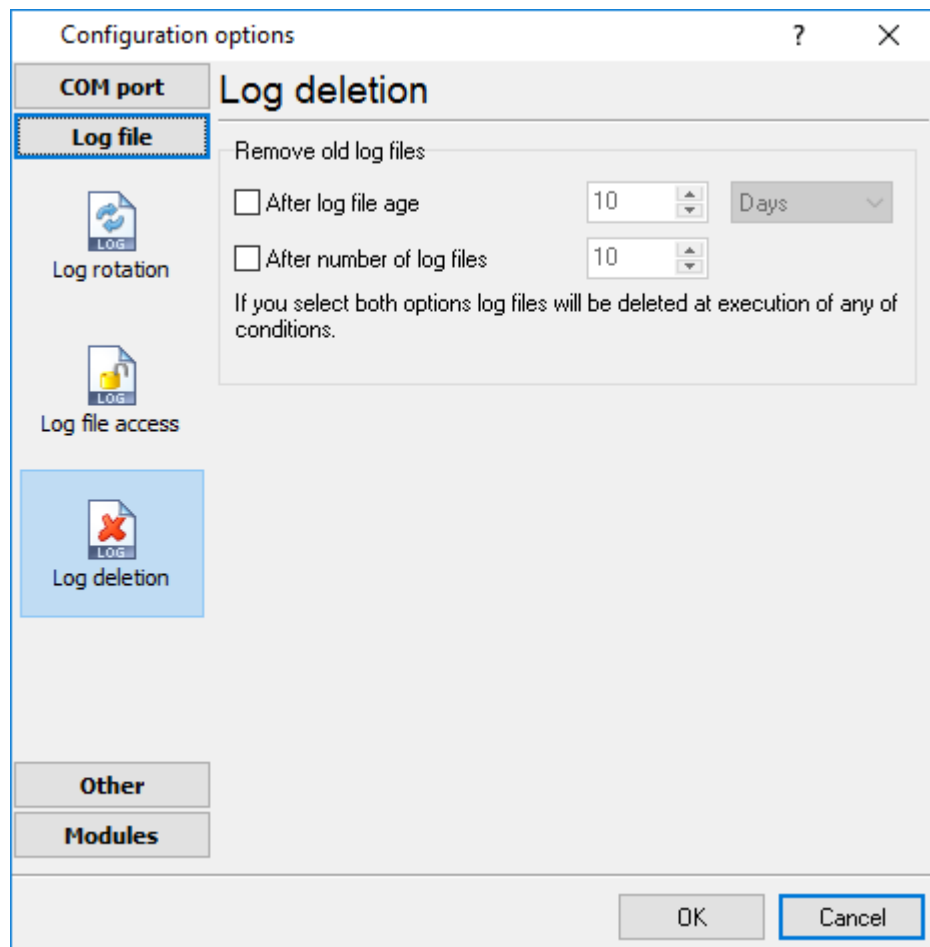 Configuration options
?
COM port
Log file
LOG
Log rotation
LOG
Log file access
LOG
Log deletion
Other
Modules
Log deletion
Remove old log files
After log file age 10 Days
After number of log files 10
If you select both options log files will be deleted at execution of any of
conditions.
OK Cancel